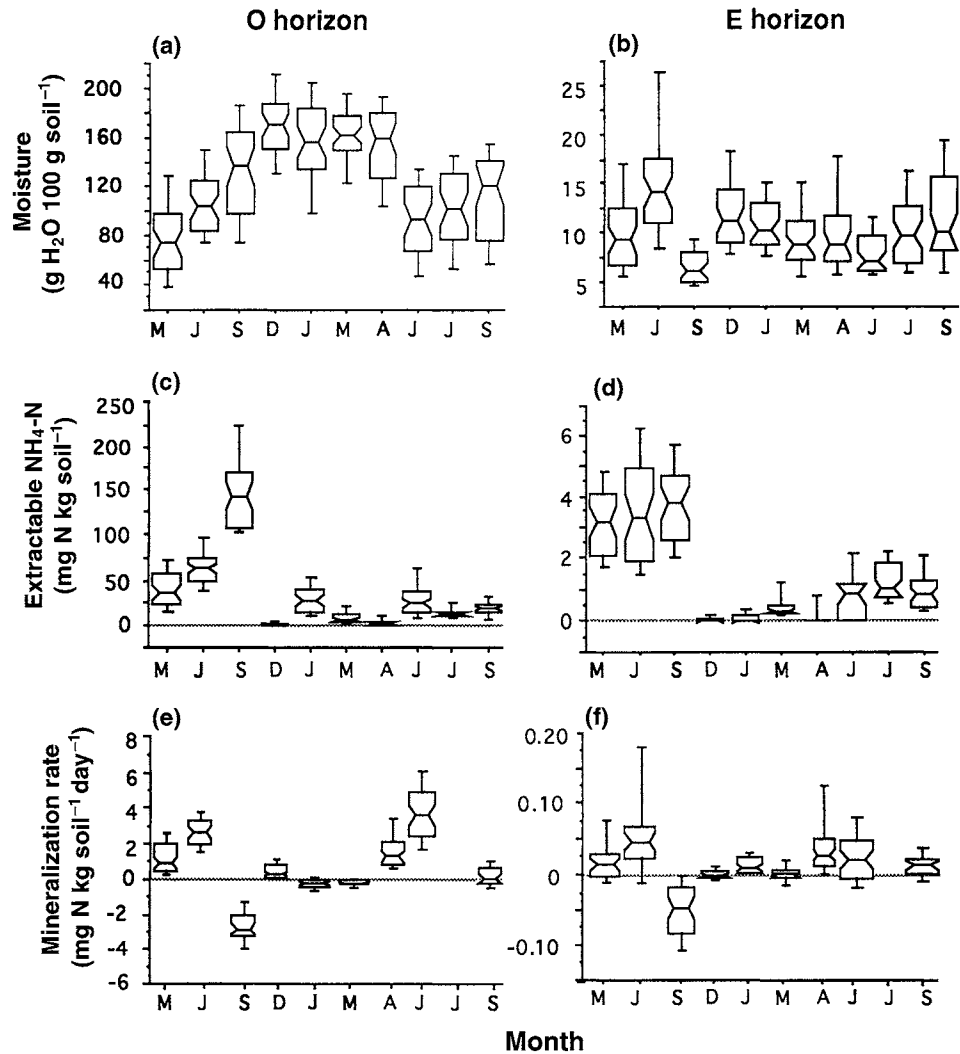 O horizon
E horizon
(a)
Moisture
(g H₂O 100 g soil⁻¹)
200
160
120
80
40
M J S D J M A J J S
(b)
25
20
15
10
5
M J S D J M A J J S
(c)
Extractable NH₄-N
(mg N kg soil⁻¹)
250
200
150
100
50
0
M J S D J M A J J S
(d)
6
4
2
0
M J S D J M A J J S
(e)
Mineralization rate
(mg N kg soil⁻¹ day⁻¹)
8
6
4
2
0
-2
-4
-6
M J S D J M A J S
(f)
0.20
0.10
0
-0.10
M J S D J M A J S
Month